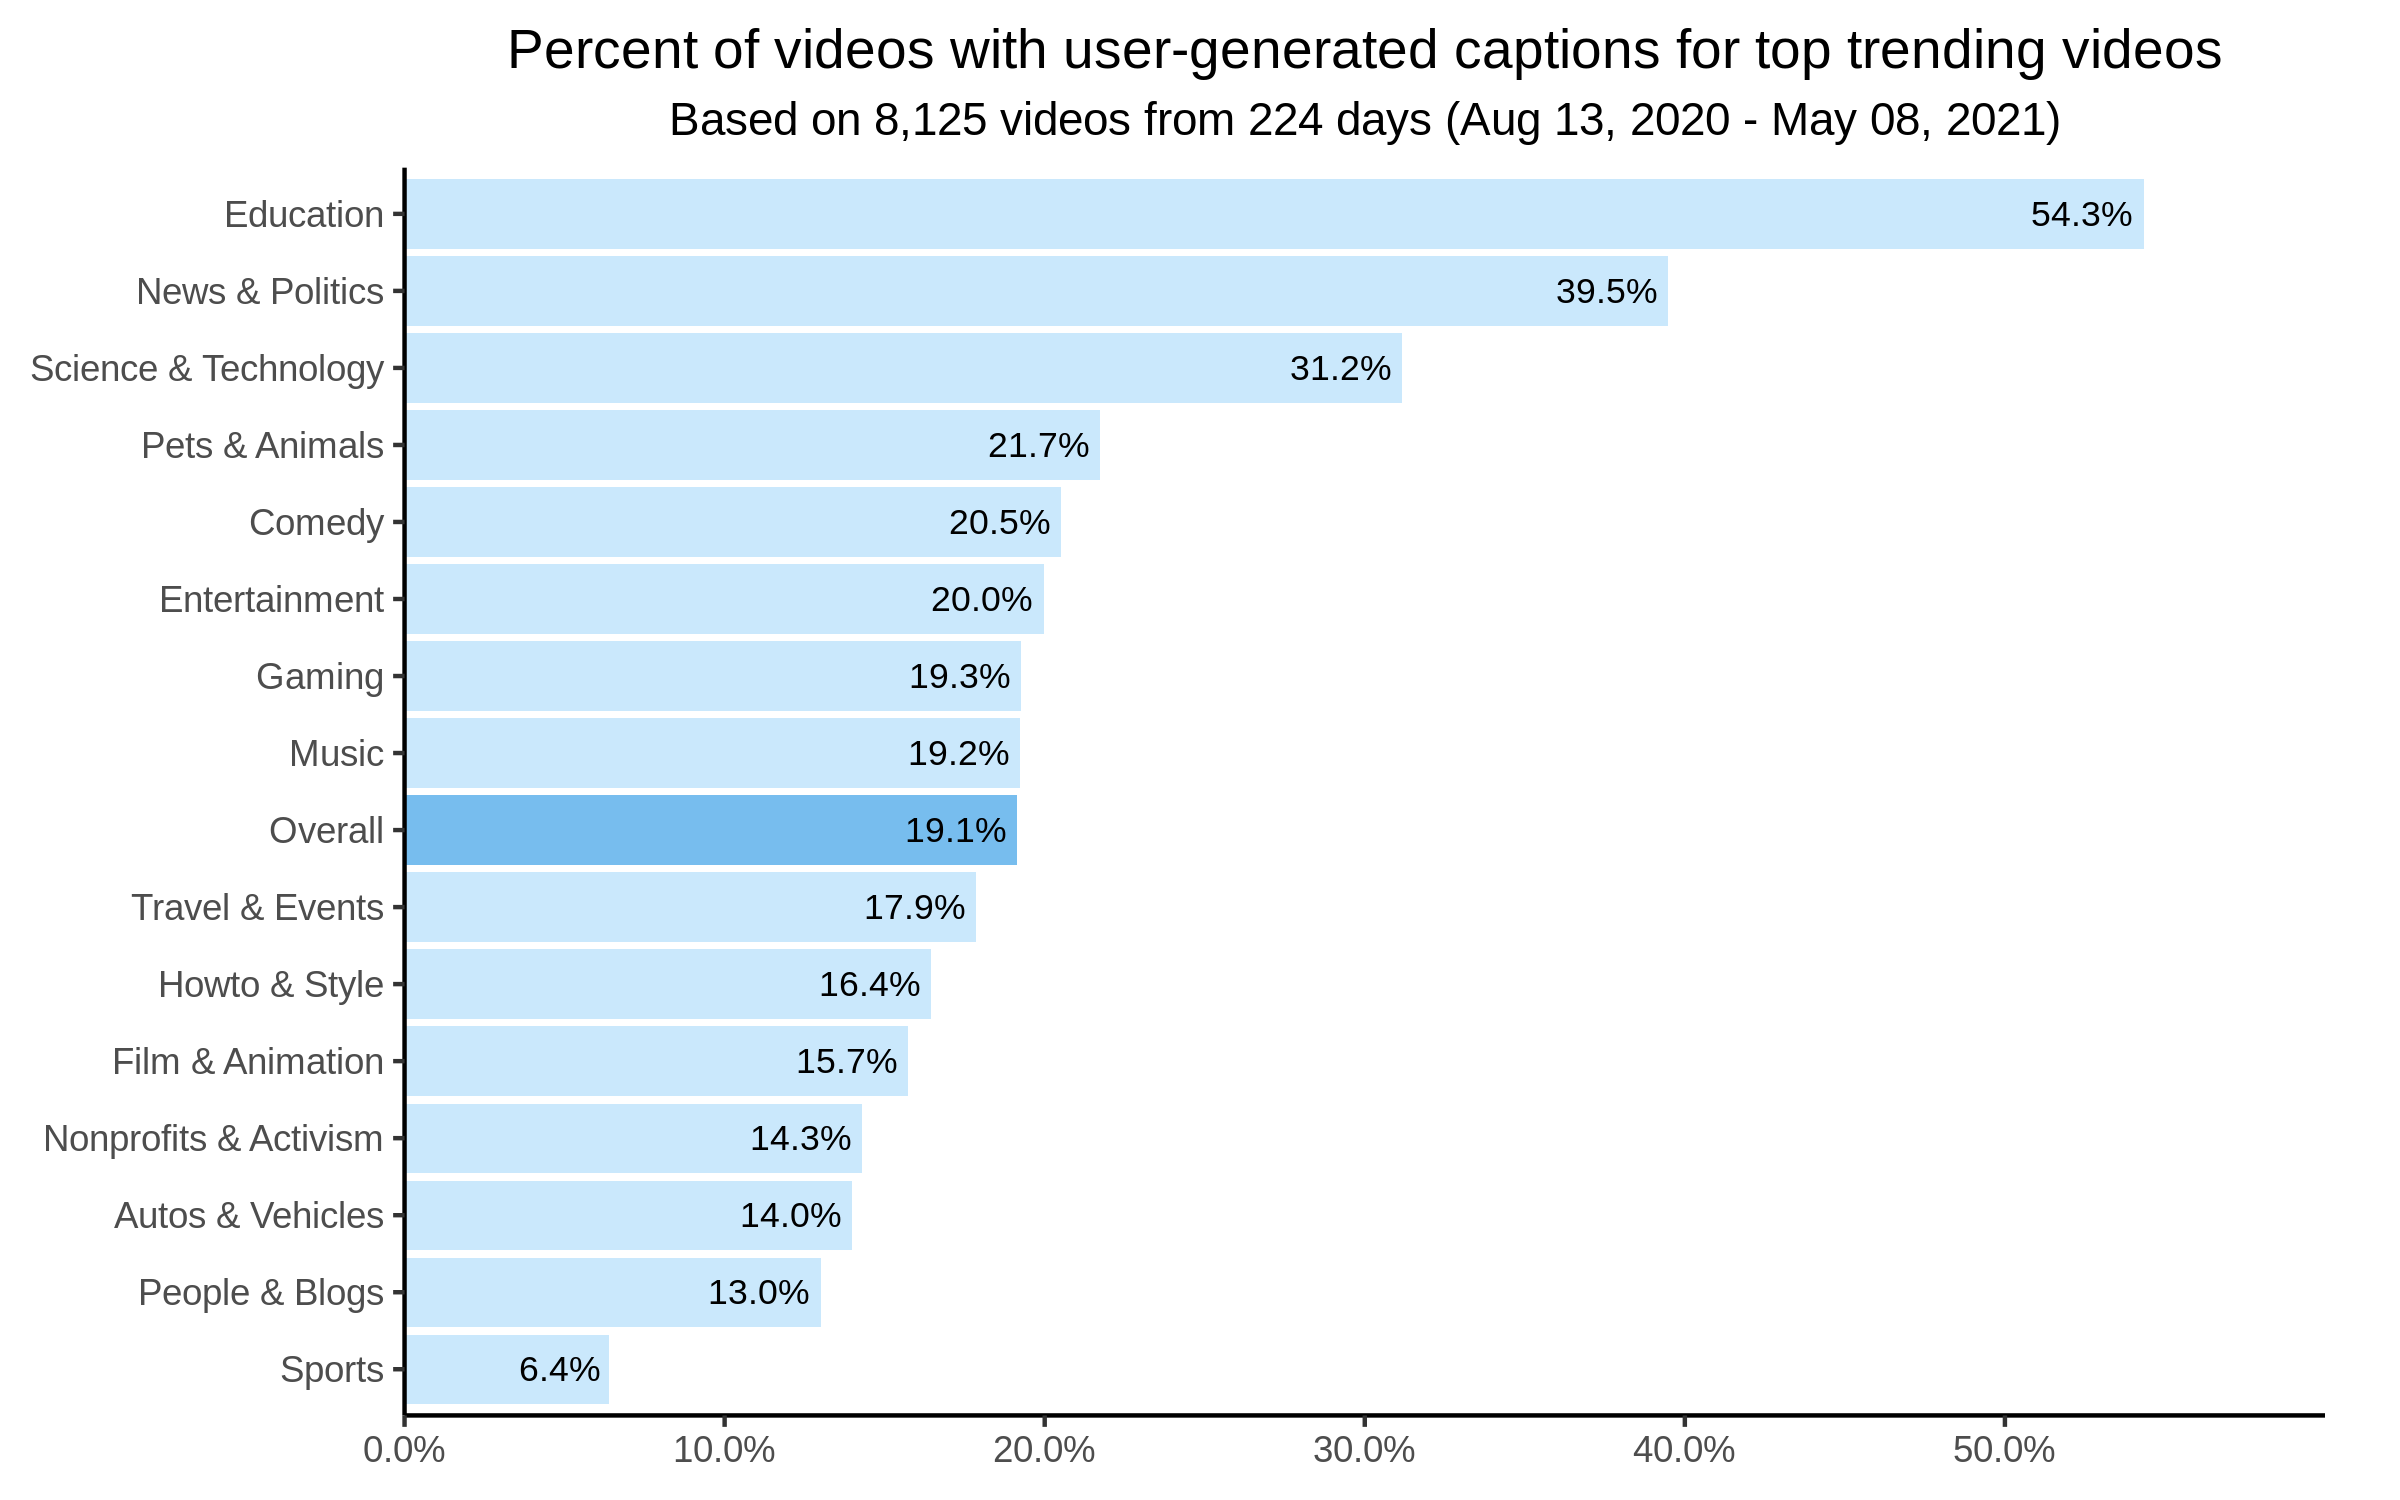 Percent of videos with user-generated captions for top trending videos
Based on 8,125 videos from 224 days (Aug 13, 2020 - May 08, 2021)
Education 54.3%
News & Politics 39.5%
Science & Technology 31.2%
Pets & Animals 21.7%
Comedy 20.5%
Entertainment 20.0%
Gaming 19.3%
Music 19.2%
Overall 19.1%
Travel & Events 17.9%
Howto & Style 16.4%
Film & Animation 15.7%
Nonprofits & Activism 14.3%
Autos & Vehicles 14.0%
People & Blogs 13.0%
Sports 6.4%
0.0% 10.0% 20.0% 30.0% 40.0% 50.0%